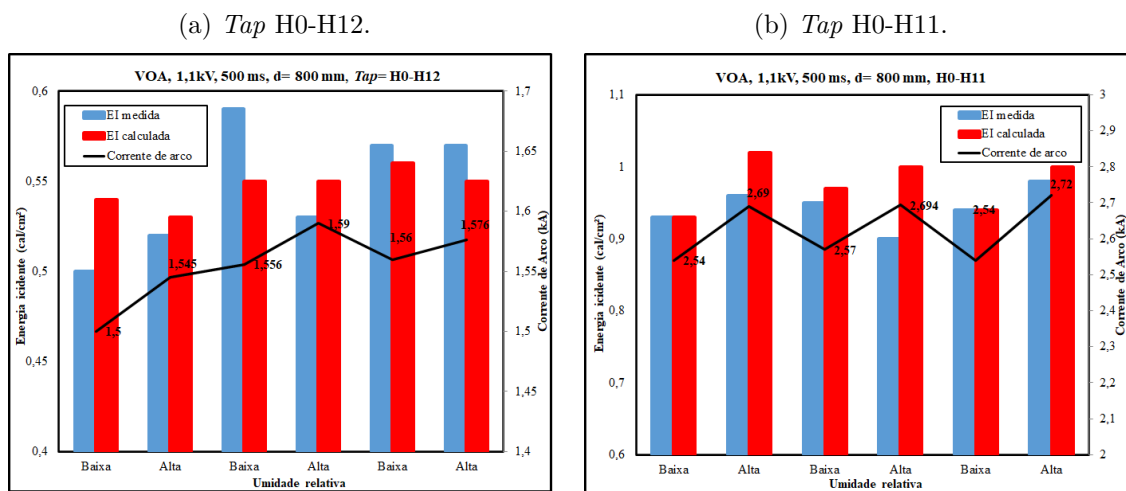 (a) Tap H0-H12.
VOA, 1,1kV, 500 ms, d= 800 mm, Tap= H0-H12
EI medida
EI calculada
Corrente de arco
Energia icidente (cal/cm²)
0,6
0,55
0,5
0,45
0,4
1,5
1,545
1,556
1,59
1,56
1,576
1,7
1,65
1,6
1,55
1,5
1,45
1,4
Corrente de Arco (kA)
Baixa Alta Baixa Alta Baixa Alta
Umidade relativa
(b) Tap H0-H11.
VOA, 1,1kV, 500 ms, d= 800 mm, H0-H11
EI medida
EI calculada
Corrente de arco
Energia icidente (cal/cm²)
1,1
1
0,9
0,8
0,7
0,6
2,54
2,69
2,57
2,694
2,54
2,72
3
2,9
2,8
2,7
2,6
2,5
2,4
2,3
2,2
2,1
2
Corrente de Arco (kA)
Baixa Alta Baixa Alta Baixa Alta
Umidade relativa